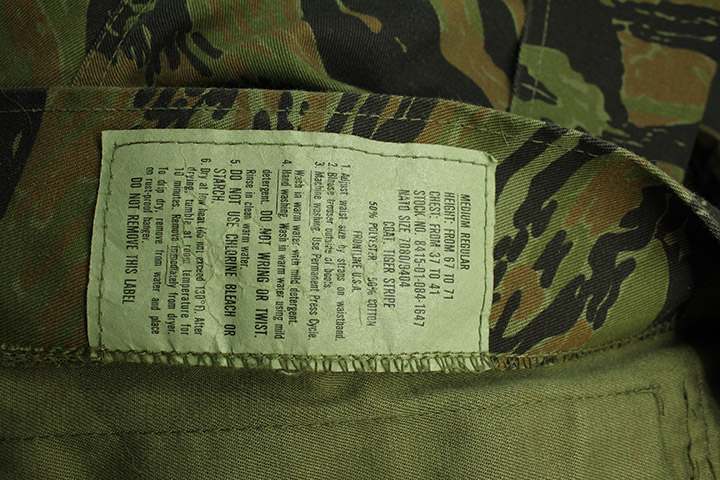 MEDIUM REGULAR
HEIGHT: FROM 67 TO 71
CHEST: FROM 37 TO 41
STOCK NO. 8415-01-084-1647
NATO SIZE 7080/9404
COAT, TIGER STRIPE
50% POLYESTER 50% COTTON
FRONTLINE U.S.A.
1. Adjust waist size by straps on waistband.
2. Blouse trouser outside of boots.
3. Machine washing. Use Permanent Press Cycle.
Wash in warm water with mild detergent.
4. Hand washing. Wash in warm water using mild
detergent. DO NOT WRING OR TWIST.
Rinse in clean warm water.
5. DO NOT USE CHLORINE BLEACH OR
STARCH.
6. Dry at low heat (do not exceed 130°F). After
drying, tumble at room temperature for
10 minutes. Remove immediately from dryer.
To drip dry, remove from water and place
on rust-proof hanger.
DO NOT REMOVE THIS LABEL